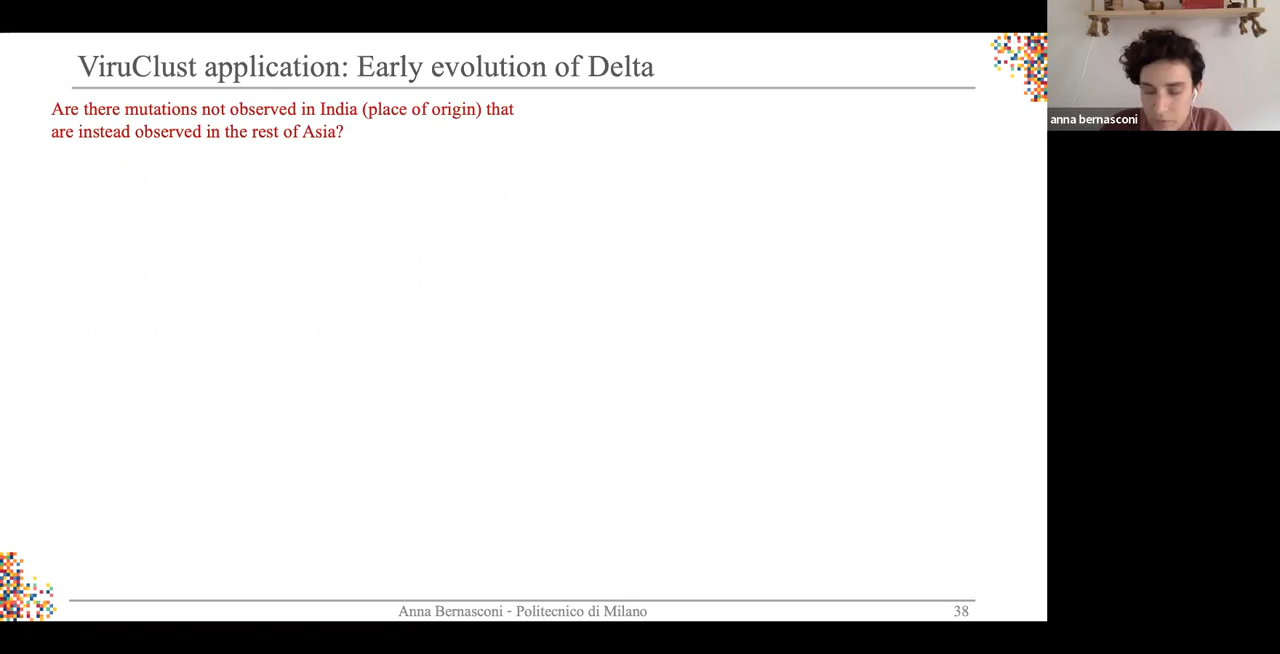 ViruClust application: Early evolution of Delta
Are there mutations not observed in India (place of origin) that
are instead observed in the rest of Asia?
anna bernasconi
Anna Bernasconi - Politecnico di Milano
38